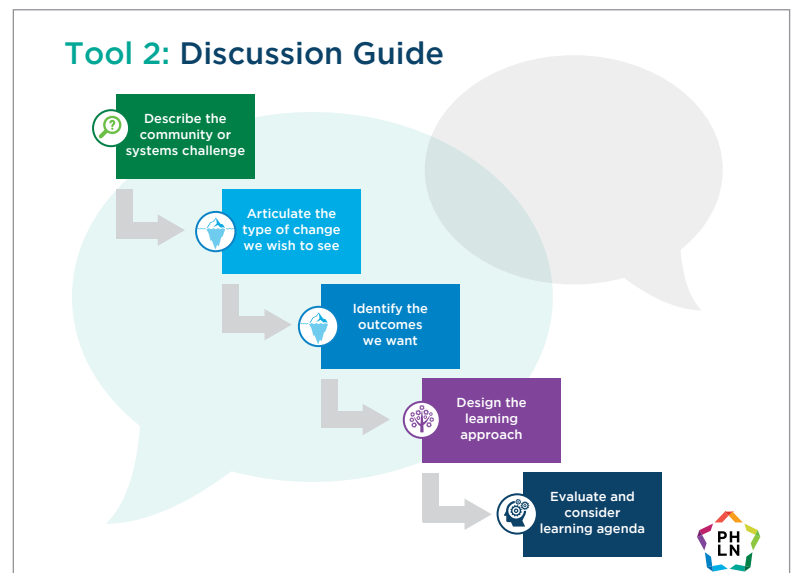 Tool 2: Discussion Guide
?
Describe the
community or
systems challenge
Articulate the
type of change
we wish to see
Identify the
outcomes
we want
Design the
learning
approach
Evaluate and
consider
learning agenda
PH
LN